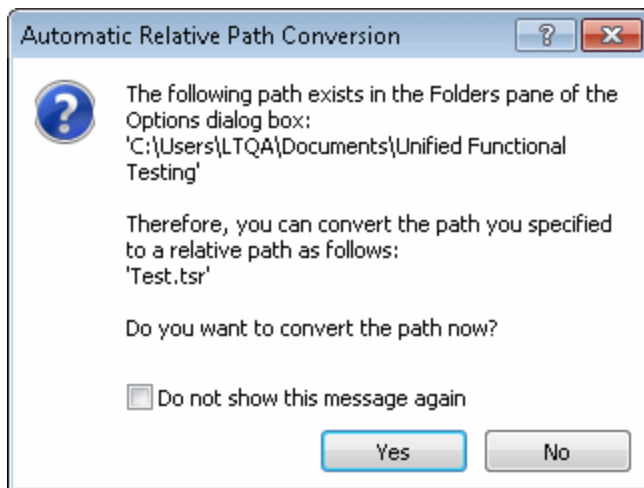 Automatic Relative Path Conversion
The following path exists in the Folders pane of the
Options dialog box:
'C:\Users\LTQA\Documents\Unified Functional
Testing'
Therefore, you can convert the path you specified
to a relative path as follows:
'Test.tsr'
Do you want to convert the path now?
Do not show this message again
Yes No